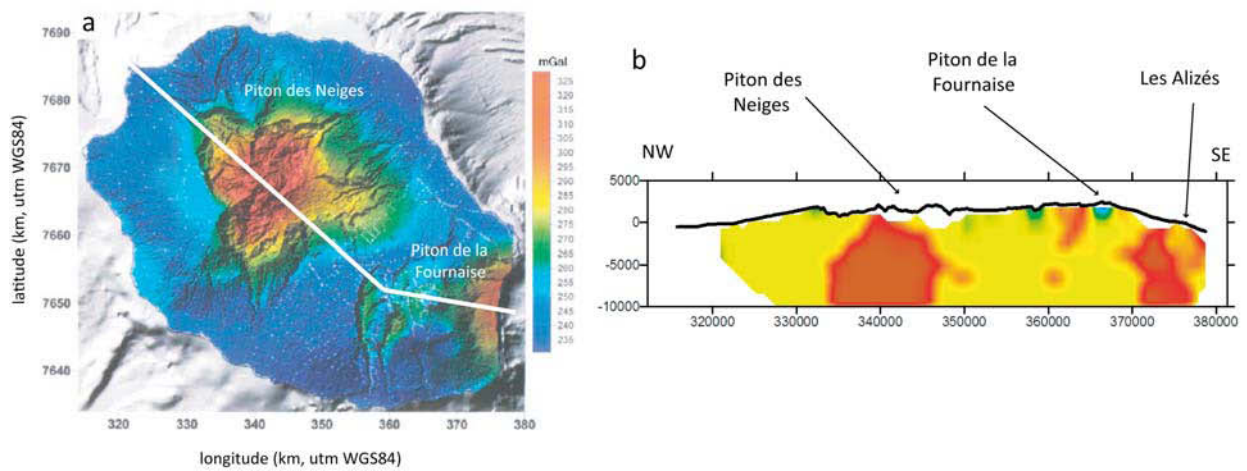 a
7690
7680
7670
7660
7650
7640
latitude (km, utm WGS84)
Piton des Neiges
Piton de la
Fournaise
320 330 340 350 360 370 380
longitude (km, utm WGS84)
mGal
325
320
315
310
305
300
295
290
285
280
275
270
265
260
255
250
245
240
235
b
Piton des
Neiges
Piton de la
Fournaise
Les Alizés
NW
SE
5000
0
-5000
-10000
320000 330000 340000 350000 360000 370000 380000